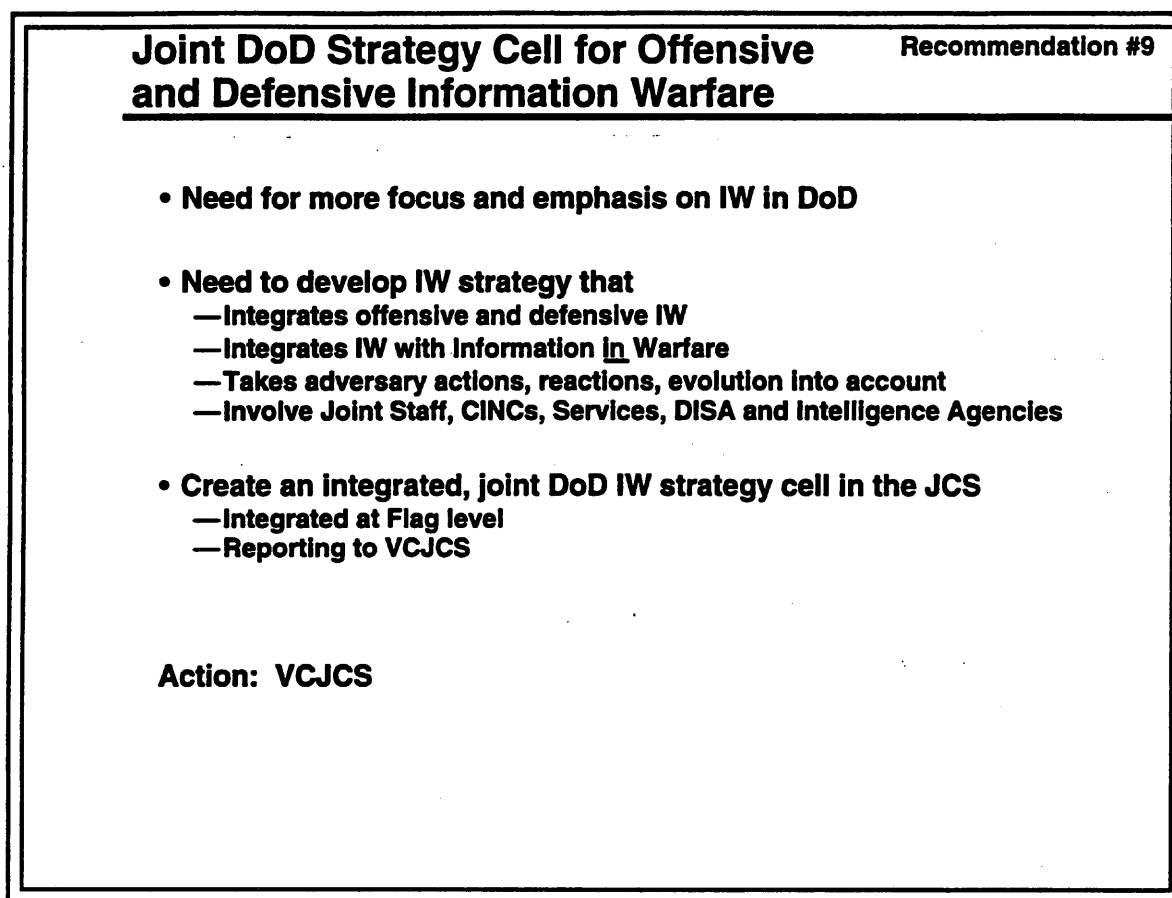 Joint DoD Strategy Cell for Offensive Recommendation #9
and Defensive Information Warfare
• Need for more focus and emphasis on IW in DoD
• Need to develop IW strategy that
—Integrates offensive and defensive IW
—Integrates IW with Information in Warfare
—Takes adversary actions, reactions, evolution into account
—Involve Joint Staff, CINCs, Services, DISA and Intelligence Agencies
• Create an integrated, joint DoD IW strategy cell in the JCS
—Integrated at Flag level
—Reporting to VCJCS
Action: VCJCS